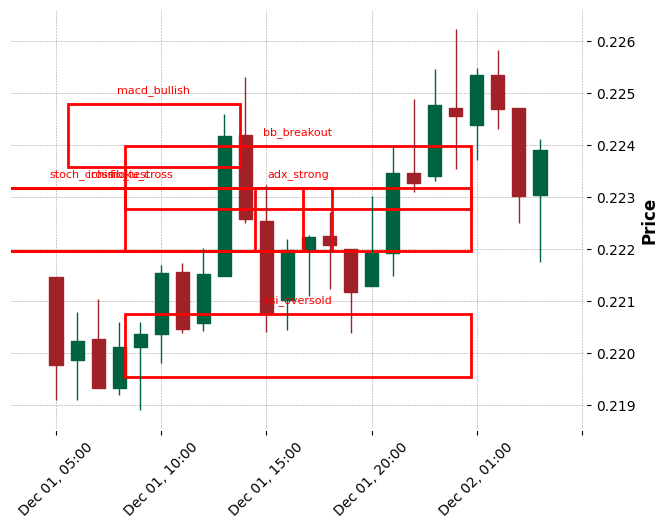 macd_bullish
bb_breakout
adx_strong
0.226
0.225
0.224
0.223
0.222
0.221
0.220
0.219
Price
Dec 01, 05:00
Dec 01, 10:00
Dec 01, 15:00
Dec 01, 20:00
Dec 02, 01:00